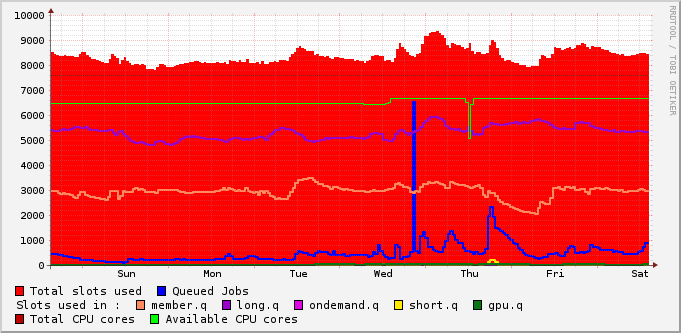 10000
9000
8000
7000
6000
5000
4000
3000
2000
1000
0
Sun Mon Tue Wed Thu Fri Sat
Total slots used Queued Jobs
Slots used in : member.q long.q ondemand.q short.q gpu.q
Total CPU cores Available CPU cores
RRDTOOL / TOBI OETIKER